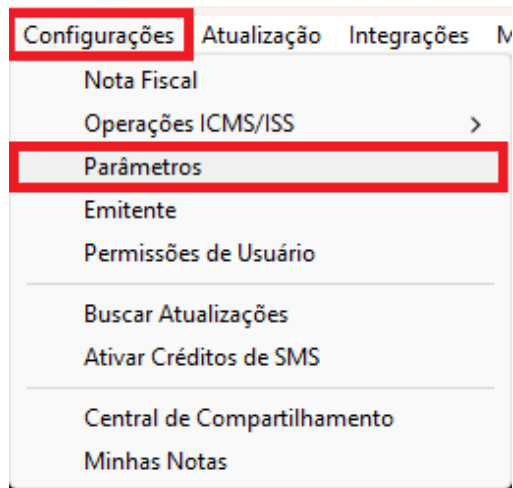 Configurações Atualização Integrações
Nota Fiscal
Operações ICMS/ISS >
Parâmetros
Emitente
Permissões de Usuário
Buscar Atualizações
Ativar Créditos de SMS
Central de Compartilhamento
Minhas Notas